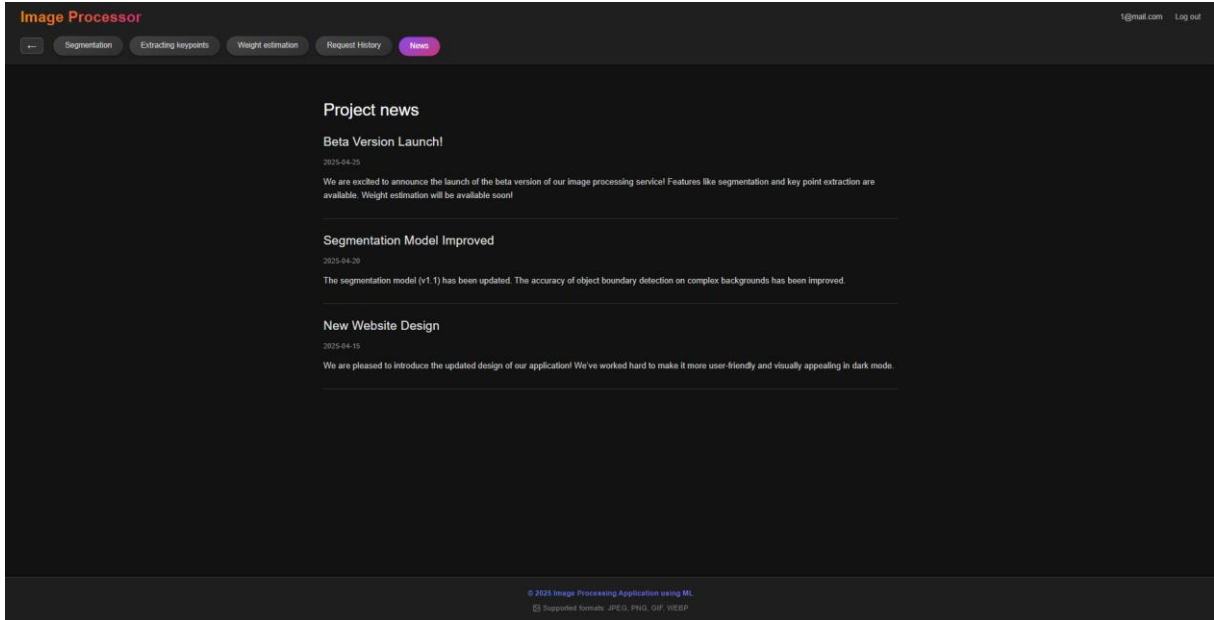 Image Processor
1@mail.com Log out
← Segmentation Extracting keypoints Weight estimation Request History News
Project news
Beta Version Launch!
2025-04-25
We are excited to announce the launch of the beta version of our image processing service! Features like segmentation and key point extraction are
available. Weight estimation will be available soon!
Segmentation Model Improved
2025-04-20
The segmentation model (v1.1) has been updated. The accuracy of object boundary detection on complex backgrounds has been improved.
New Website Design
2025-04-15
We are pleased to introduce the updated design of our application! We've worked hard to make it more user-friendly and visually appealing in dark mode.
© 2025 Image Processing Application using ML.
Supported formats: JPEG, PNG, GIF, WEBP